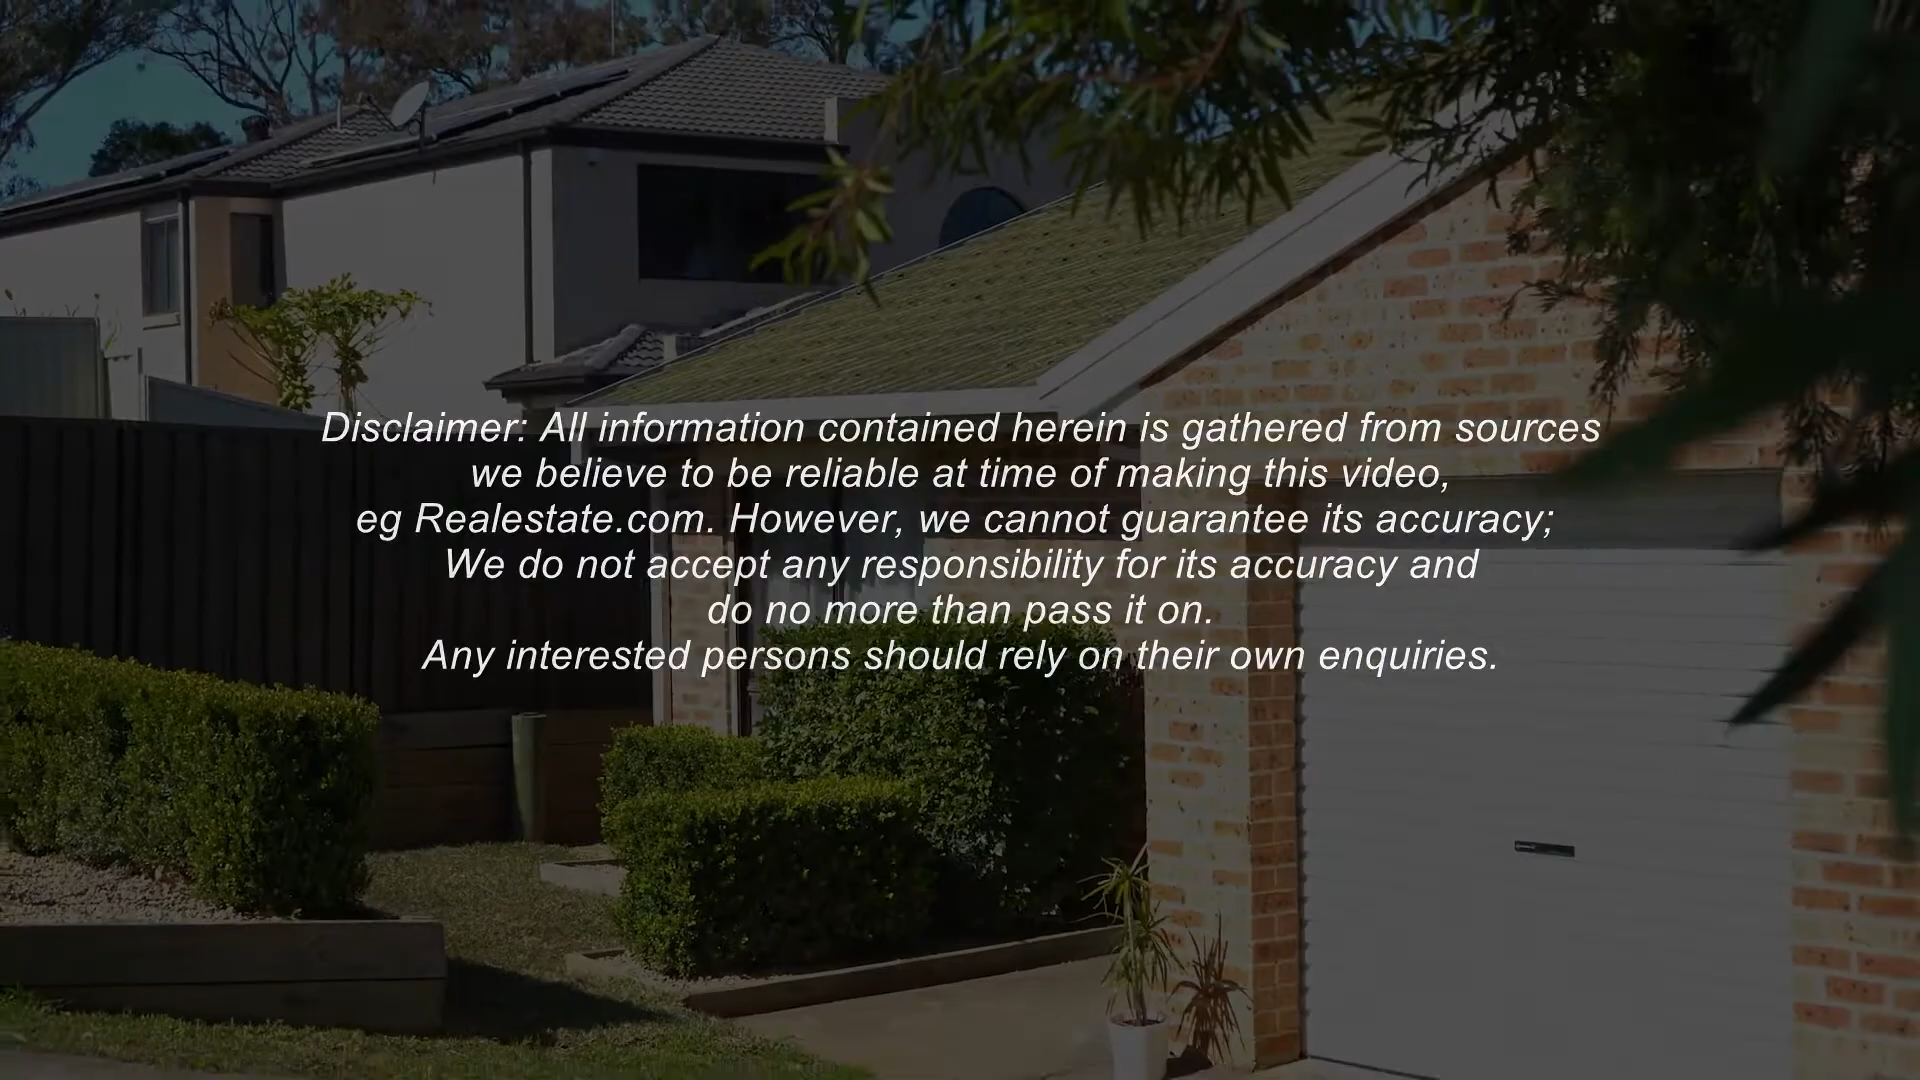 Disclaimer: All information contained herein is gathered from sources
we believe to be reliable at time of making this video,
eg Realestate.com. However, we cannot guarantee its accuracy;
We do not accept any responsibility for its accuracy and
do no more than pass it on.
Any interested persons should rely on their own enquiries.